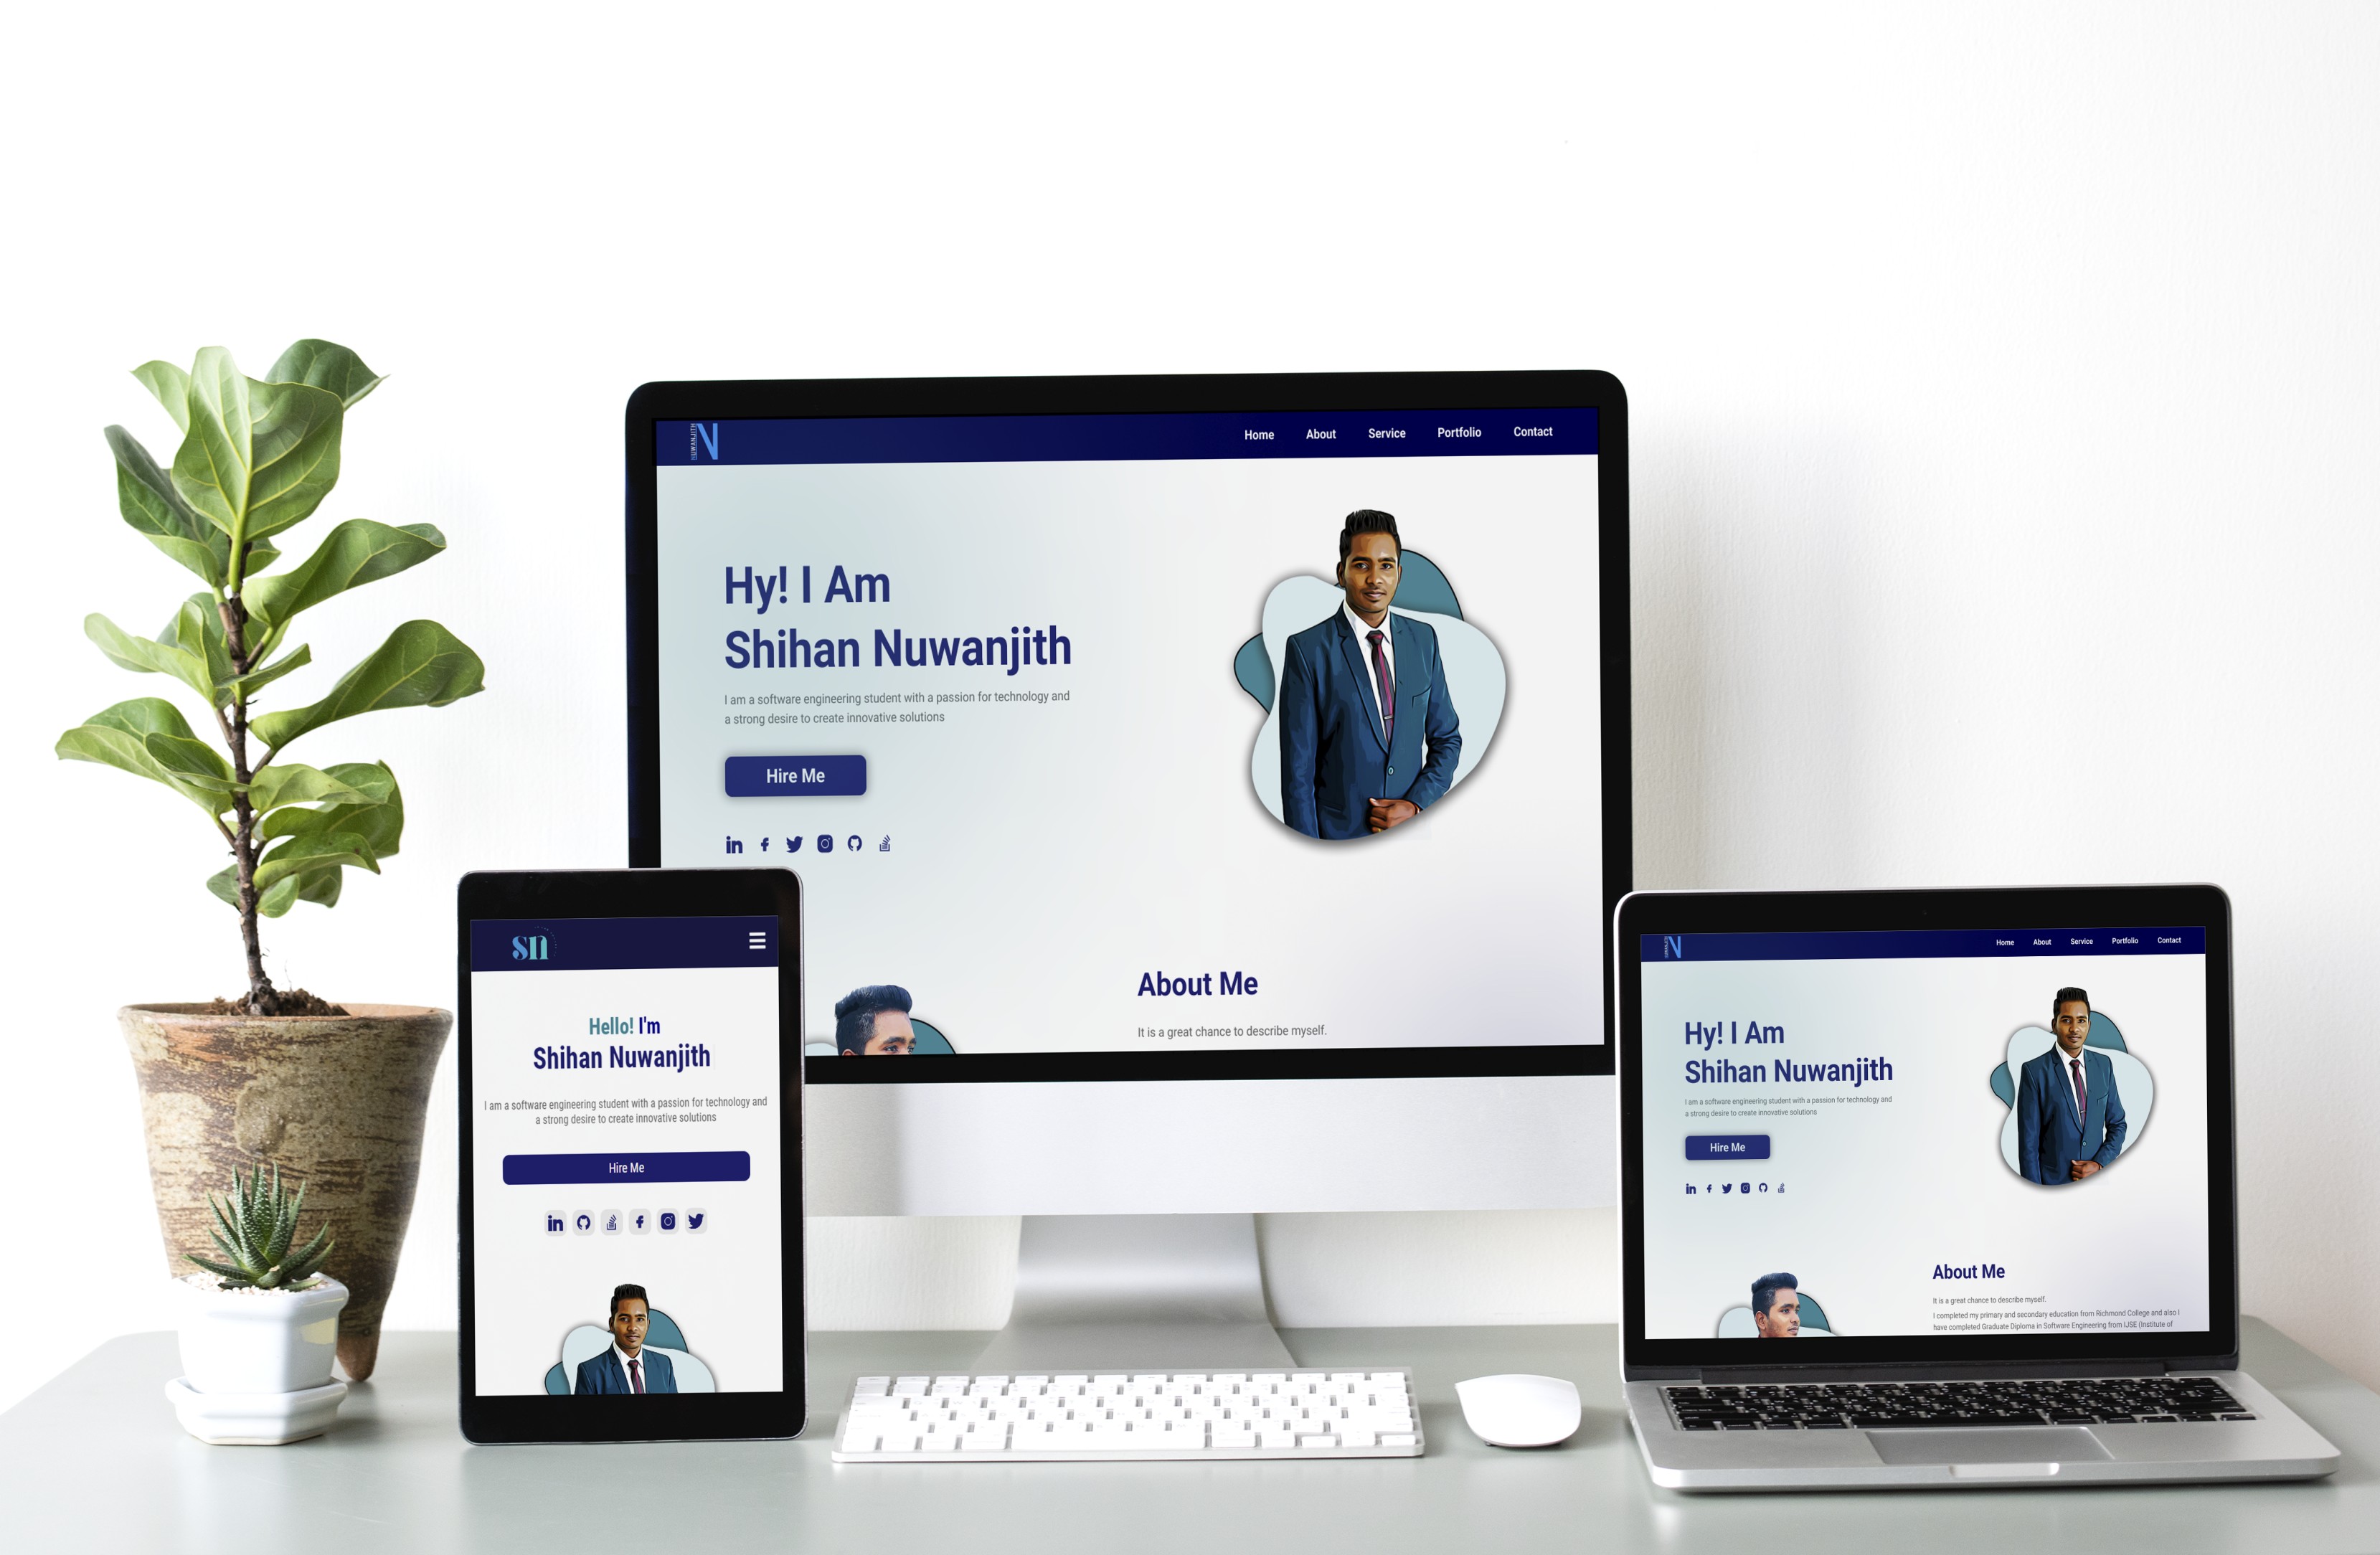 NUWANJITH
N
Home About Service Portfolio Contact
Hy! I Am
Shihan Nuwanjith
I am a software engineering student with a passion for technology and
a strong desire to create innovative solutions
Hire Me
in
About Me
It is a great chance to describe myself.
sn
Hello! I'm
Shihan Nuwanjith
I am a software engineering student with a passion for technology and
a strong desire to create innovative solutions
Hire Me
in
N
Home About Service Portfolio Contact
Hy! I Am
Shihan Nuwanjith
I am a software engineering student with a passion for technology and
a strong desire to create innovative solutions
Hire Me
in
About Me
It is a great chance to describe myself.
I completed my primary and secondary education from Richmond College and also I
have completed Graduate Diploma in Software Engineering from IJSE (Institute of